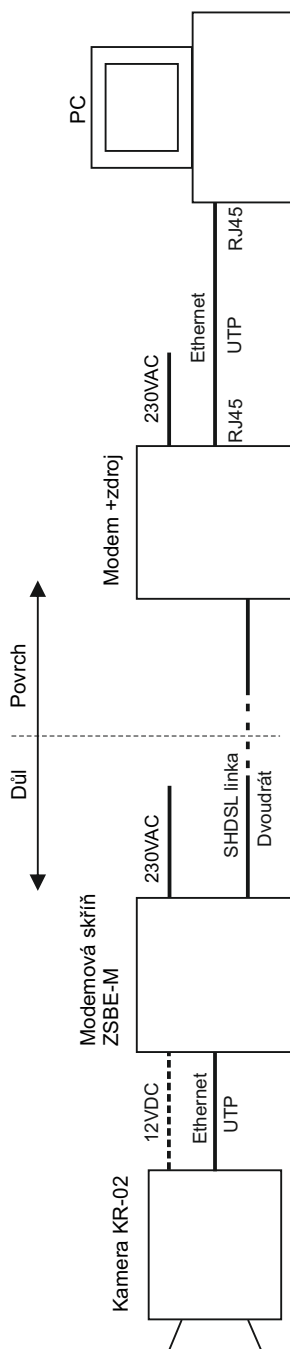 Kamera KR-02
12VDC
Ethernet
UTP
Modemová skříň
ZSBE-M
230VAC
SHDSL linka
Dvoudrát
Důl
Povrch
Modem +zdroj
230VAC
RJ45
Ethernet
UTP
RJ45
PC